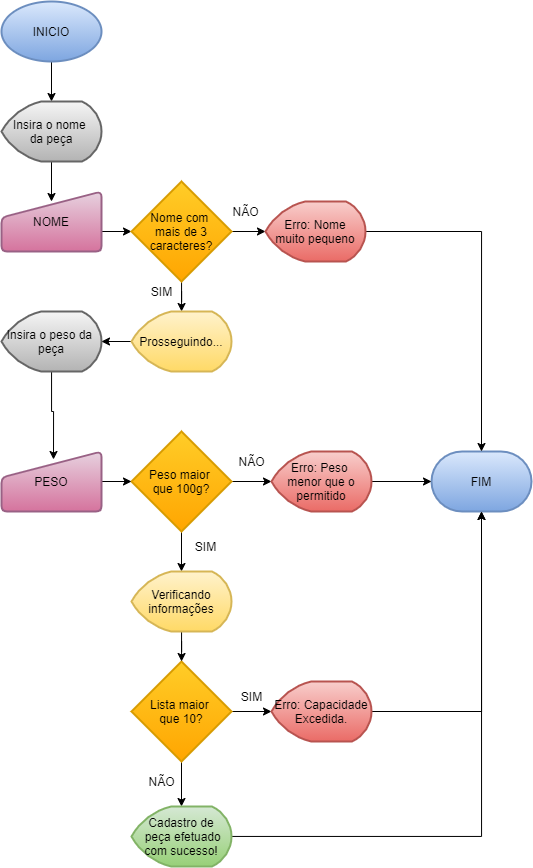 INICIO
Insira o nome
da peça
NOME
Nome com
mais de 3
caracteres?
NÃO
Erro: Nome
muito pequeno
SIM
Prosseguindo...
Insira o peso da
peça
PESO
Peso maior
que 100g?
NÃO
Erro: Peso
menor que o
permitido
FIM
SIM
Verificando
informações
Lista maior
que 10?
SIM
Erro: Capacidade
Excedida.
NÃO
Cadastro de
peça efetuado
com sucesso!